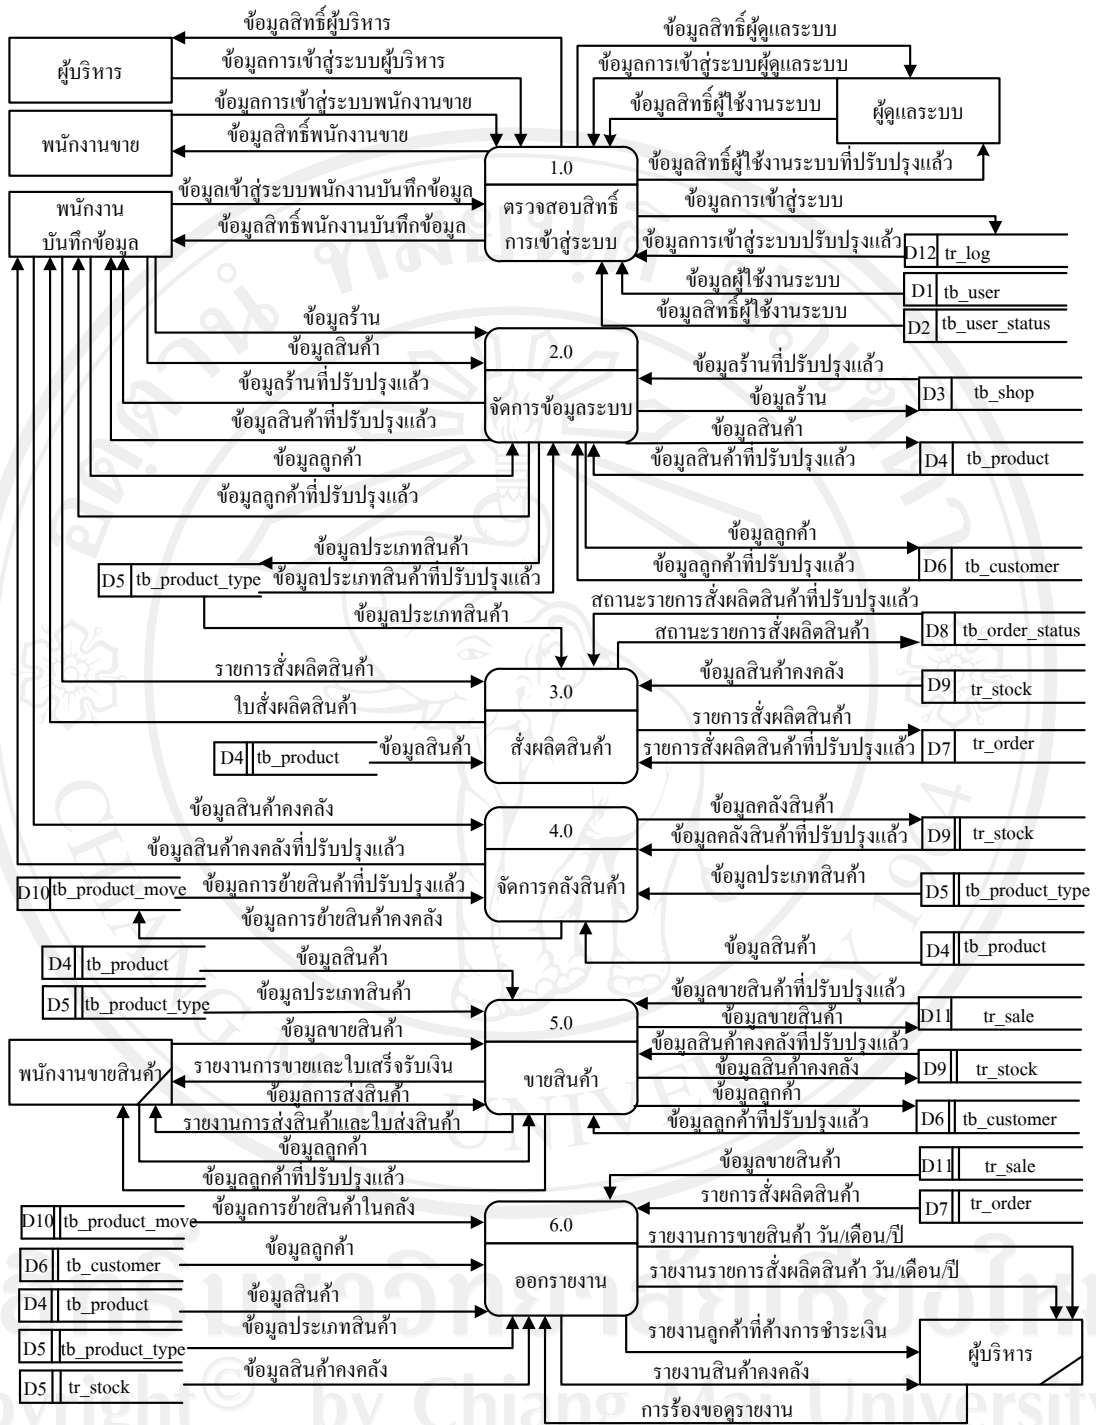 ข้อมูลสิทธิ์ผู้บริหาร
ข้อมูลสิทธิ์ผู้ดูแลระบบ
ผู้บริหาร
ข้อมูลการเข้าสู่ระบบผู้บริหาร
ข้อมูลการเข้าสู่ระบบผู้ดูแลระบบ
ข้อมูลการเข้าสู่ระบบพนักงานขาย
ข้อมูลสิทธิ์ผู้ใช้งานระบบ
ผู้ดูแลระบบ
พนักงานขาย
ข้อมูลสิทธิ์พนักงานขาย
1.0
ตรวจสอบสิทธิ์
การเข้าสู่ระบบ
ข้อมูลสิทธิ์ผู้ใช้งานระบบที่ปรับปรุงแล้ว
พนักงาน
บันทึกข้อมูล
ข้อมูลเข้าสู่ระบบพนักงานบันทึกข้อมูล
ข้อมูลสิทธิ์พนักงานบันทึกข้อมูล
ข้อมูลการเข้าสู่ระบบ
ข้อมูลการเข้าสู่ระบบปรับปรุงแล้ว
D12 tr_log
ข้อมูลผู้ใช้งานระบบ
D1 tb_user
ข้อมูลสิทธิ์ผู้ใช้งานระบบ
D2 tb_user_status
ข้อมูลร้าน
ข้อมูลสินค้า
ข้อมูลร้านที่ปรับปรุงแล้ว
ข้อมูลสินค้าที่ปรับปรุงแล้ว
ข้อมูลลูกค้า
ข้อมูลลูกค้าที่ปรับปรุงแล้ว
2.0
จัดการข้อมูลระบบ
ข้อมูลร้านที่ปรับปรุงแล้ว
ข้อมูลร้าน
D3 tb_shop
ข้อมูลสินค้า
ข้อมูลสินค้าที่ปรับปรุงแล้ว
D4 tb_product
ข้อมูลลูกค้า
ข้อมูลลูกค้าที่ปรับปรุงแล้ว
D6 tb_customer
ข้อมูลประเภทสินค้า
D5 tb_product_type
ข้อมูลประเภทสินค้าที่ปรับปรุงแล้ว
ข้อมูลประเภทสินค้า
สถานะรายการสั่งผลิตสินค้าที่ปรับปรุงแล้ว
สถานะรายการสั่งผลิตสินค้า
D8 tb_order_status
รายการสั่งผลิตสินค้า
ใบสั่งผลิตสินค้า
3.0
สั่งผลิตสินค้า
ข้อมูลสินค้าคงคลัง
D9 tr_stock
รายการสั่งผลิตสินค้า
รายการสั่งผลิตสินค้าที่ปรับปรุงแล้ว
D7 tr_order
D4 tb_product
ข้อมูลสินค้า
ข้อมูลสินค้าคงคลัง
ข้อมูลสินค้าคงคลังที่ปรับปรุงแล้ว
4.0
จัดการคลังสินค้า
ข้อมูลคลังสินค้า
ข้อมูลคลังสินค้าที่ปรับปรุงแล้ว
D9 tr_stock
D10 tb_product_move
ข้อมูลการย้ายสินค้าที่ปรับปรุงแล้ว
ข้อมูลการย้ายสินค้าคงคลัง
ข้อมูลประเภทสินค้า
D5 tb_product_type
ข้อมูลสินค้า
D4 tb_product
D4 tb_product
ข้อมูลสินค้า
D5 tb_product_type
ข้อมูลประเภทสินค้า
ข้อมูลขายสินค้า
พนักงานขายสินค้า
รายงานการขายและใบเสร็จรับเงิน
ข้อมูลการส่งสินค้า
รายงานการส่งสินค้าและใบส่งสินค้า
ข้อมูลลูกค้า
ข้อมูลลูกค้าที่ปรับปรุงแล้ว
5.0
ขายสินค้า
ข้อมูลขายสินค้าที่ปรับปรุงแล้ว
ข้อมูลขายสินค้า
D11 tr_sale
ข้อมูลสินค้าคงคลังที่ปรับปรุงแล้ว
ข้อมูลสินค้าคงคลัง
D9 tr_stock
ข้อมูลลูกค้า
ข้อมูลลูกค้าที่ปรับปรุงแล้ว
D6 tb_customer
ข้อมูลขายสินค้า
D11 tr_sale
รายการสั่งผลิตสินค้า
D7 tr_order
D10 tb_product_move
ข้อมูลการย้ายสินค้าในคลัง
D6 tb_customer
ข้อมูลลูกค้า
D4 tb_product
ข้อมูลสินค้า
D5 tb_product_type
ข้อมูลประเภทสินค้า
D5 tr_stock
ข้อมูลสินค้าคงคลัง
6.0
ออกรายงาน
รายงานการขายสินค้า วัน/เดือน/ปี
รายงานรายการสั่งผลิตสินค้า วัน/เดือน/ปี
รายงานลูกค้าที่ค้างการชำระเงิน
ผู้บริหาร
รายงานสินค้าคงคลัง
การร้องขอดูรายงาน
CHIANG MAI UNIVERSITY 1964